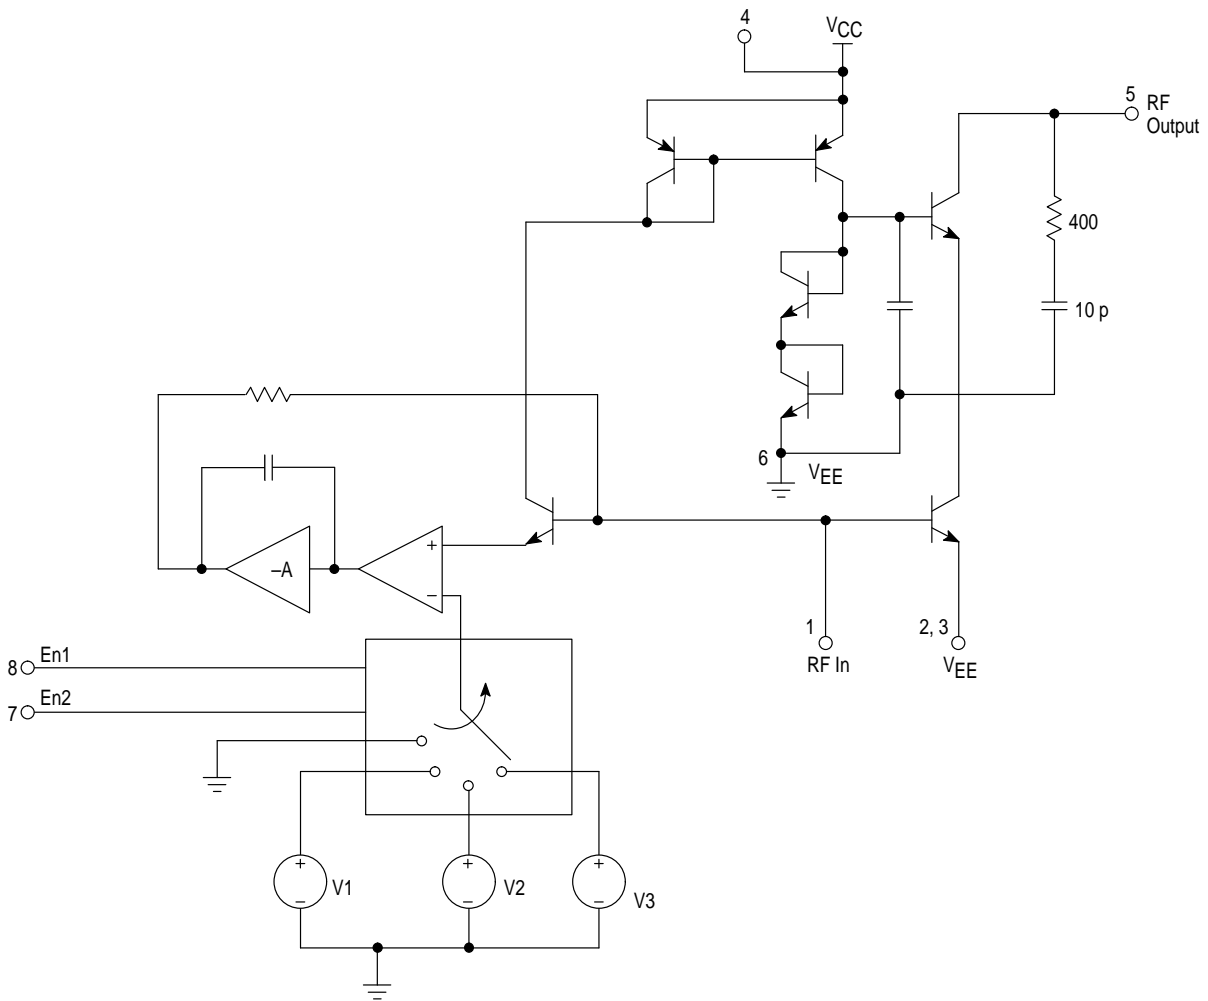 4
VCC
5 RF
Output
400
10 p
6
VEE
+
–A
–
1
RF In
2, 3
VEE
8 En1
7 En2
+
–
V1
+
–
V2
+
–
V3